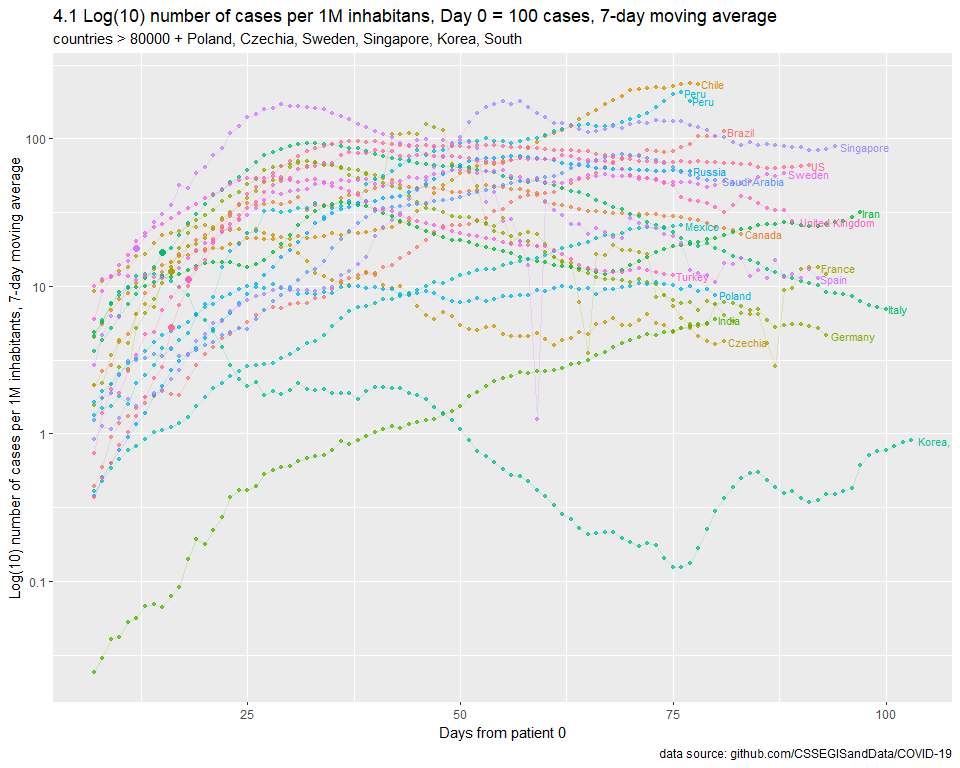 4.1 Log(10) number of cases per 1M inhabitans, Day 0 = 100 cases, 7-day moving average
countries > 80000 + Poland, Czechia, Sweden, Singapore, Korea, South
Log(10) number of cases per 1M inhabitants, 7-day moving average
100
10
1
0.1
Chile
Peru
Peru
Brazil
Singapore
US
Russia
Sweden
Saudi Arabia
Iran
United Kingdom
Mexico
Canada
France
Turkey
Spain
Poland
Italy
India
Germany
Czechia
Korea,
25
50
75
100
Days from patient 0
data source: github.com/CSSEGISandData/COVID-19